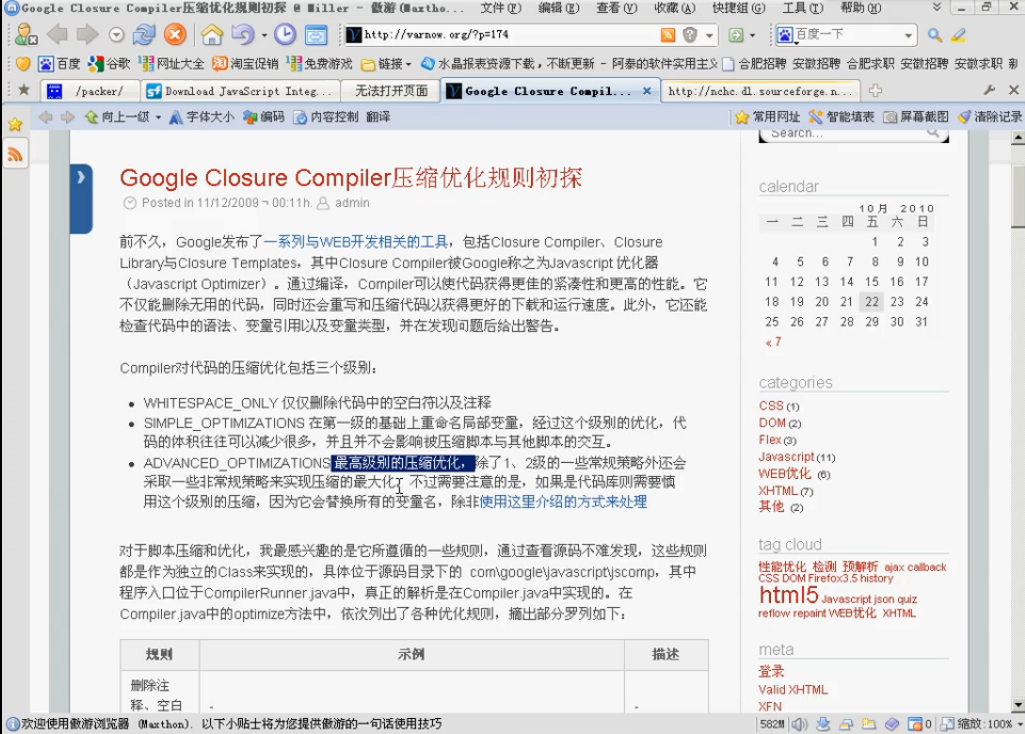 Google Closure Compiler压缩优化规则初探 @ Miller - 傲游(Maxtho... 文件(F) 编辑(E) 查看(V) 收藏(A) 快捷组(G) 工具(T) 帮助(H)
http://varnow.org/?p=174 百度一下
百度 谷歌 网址大全 淘宝促销 免费游戏 链接 水晶报表资源下载，不断更新 - 阿泰的软件实用主义 合肥招聘 安徽招聘 合肥求职 安徽招聘 安徽求职
/packer/ Download JavaScript Integ... 无法打开页面 Google Closure Compil... http://nchc.dl.sourceforge.n...
向上一级 字体大小 编码 内容控制 翻译 常用网址 智能填表 屏幕截图 清除记录
Search...
Google Closure Compiler压缩优化规则初探
Posted in 11/12/2009 ¬ 00:11h. admin
前不久，Google发布了一系列与WEB开发相关的工具，包括Closure Compiler、Closure
Library与Closure Templates，其中Closure Compiler被Google称之为Javascript 优化器
（Javascript Optimizer）。通过编译，Compiler可以使代码获得更佳的紧凑性和更高的性能。它
不仅能删除无用的代码，同时还会重写和压缩代码以获得更好的下载和运行速度。此外，它还能
检查代码中的语法、变量引用以及变量类型，并在发现问题后给出警告。
Compiler对代码的压缩优化包括三个级别：
WHITESPACE_ONLY 仅仅删除代码中的空白符以及注释
SIMPLE_OPTIMIZATIONS 在第一级的基础上重命名局部变量，经过这个级别的优化，代
码的体积往往可以减少很多，并且并不会影响被压缩脚本与其他脚本的交互。
ADVANCED_OPTIMIZATIONS 最高级别的压缩优化，除了1、2级的一些常规策略外还会
采取一些非常规策略来实现压缩的最大化，不过需要注意的是，如果是代码库则需要慎
用这个级别的压缩，因为它会替换所有的变量名，除非使用这里介绍的方式来处理
对于脚本压缩和优化，我最感兴趣的是它所遵循的一些规则，通过查看源码不难发现，这些规则
都是作为独立的Class来实现的，具体位于源码目录下的 com\google\javascript\jscomp，其中
程序入口位于CompilerRunner.java中，真正的解析是在Compiler.java中实现的。在
Compiler.java中的optimize方法中，依次列出了各种优化规则，摘出部分罗列如下：
规则 示例 描述
删除注
释、空白 - -
calendar
10月 2010
一 二 三 四 五 六 日
1 2 3
4 5 6 7 8 9 10
11 12 13 14 15 16 17
18 19 20 21 22 23 24
25 26 27 28 29 30 31
« 7
categories
CSS (1)
DOM (2)
Flex (3)
Javascript (11)
WEB优化 (6)
XHTML (7)
其他 (2)
tag cloud
性能优化 检测 预解析 ajax callback
CSS DOM Firefox3.5 history
html5 Javascript json quiz
reflow repaint WEB优化 XHTML
meta
登录
Valid XHTML
XFN
欢迎使用傲游浏览器 (Maxthon). 以下小贴士将为您提供傲游的一句话使用技巧 582M 0 缩放:100%